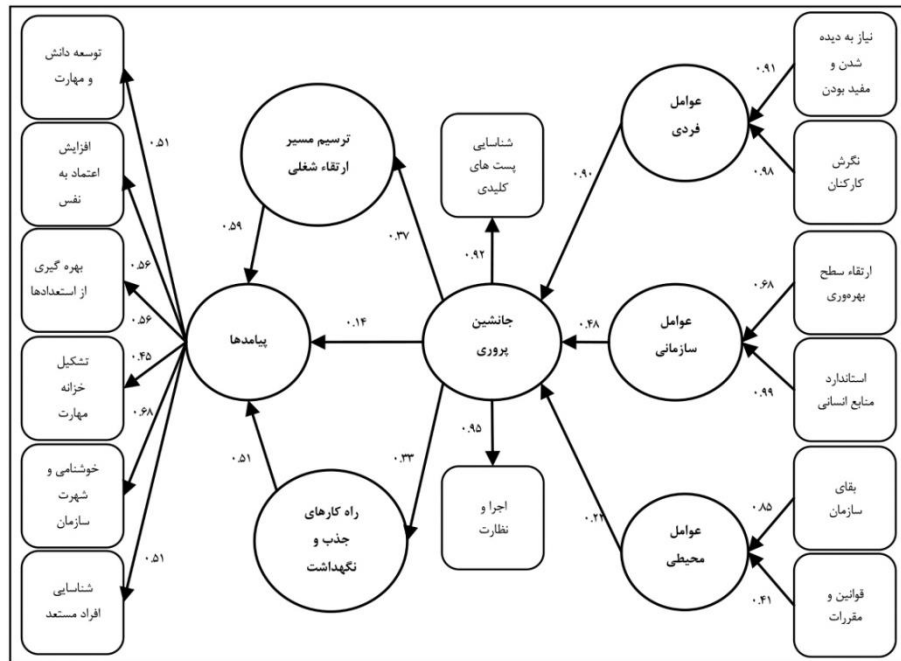 نیاز به دیده
شدن و
مفید بودن
نگرش
کارکنان
ارتقاء سطح
بهره‌وری
استاندارد
منابع انسانی
بقای
سازمان
قوانین و
مقررات
۰.۹۱
۰.۹۸
۰.۶۸
۰.۹۹
۰.۸۵
۰.۴۱
عوامل
فردی
عوامل
سازمانی
عوامل
محیطی
۰.۹۰
۰.۴۸
۰.۲۲
شناسایی
پست های
کلیدی
۰.۹۲
جانشین
پروری
۰.۹۵
اجرا و
نظارت
۰.۳۷
۰.۱۴
۰.۳۳
ترسیم مسیر
ارتقاء شغلی
۰.۵۹
پیامدها
۰.۵۱
راه کارهای
جذب و
نگهداشت
۰.۵۱
۰.۵۶
۰.۵۶
۰.۴۵
۰.۶۸
۰.۵۱
توسعه دانش
و مهارت
افزایش
اعتماد به
نفس
بهره گیری
از استعدادها
تشکیل
خزانه
مهارت
خوشنامی و
شهرت
سازمان
شناسایی
افراد مستعد